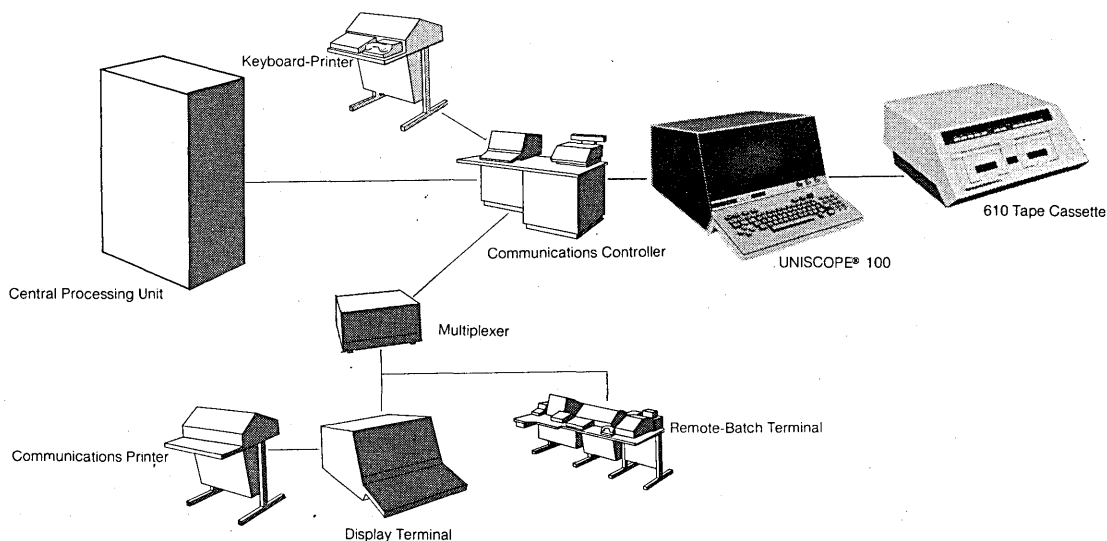 Keyboard-Printer
610 Tape Cassette
Communications Controller
UNISCOPE® 100
Central Processing Unit
Multiplexer
Remote-Batch Terminal
Communications Printer
Display Terminal